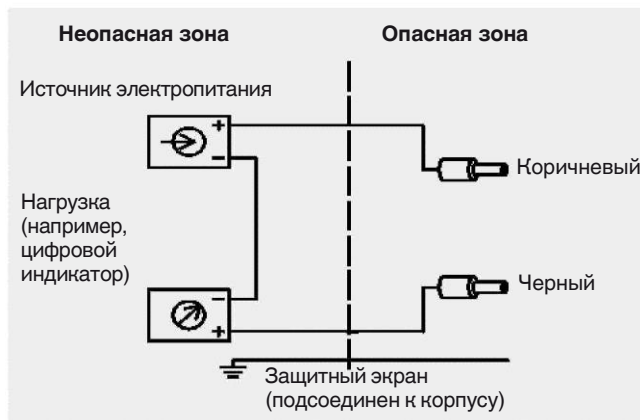 Неопасная зона
Опасная зона
Источник электропитания
+
−
Коричневый
Нагрузка
(например,
цифровой
индикатор)
−
+
Черный
Защитный экран
(подсоединен к корпусу)